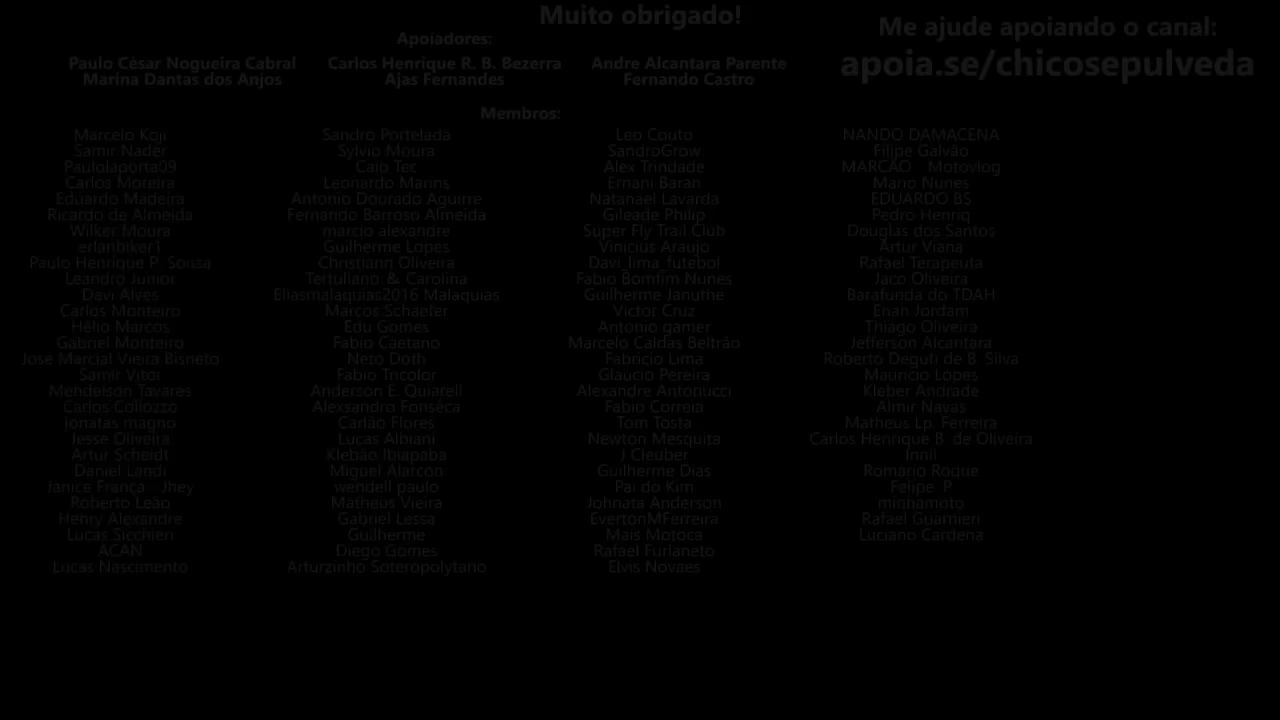 Muito obrigado!
Me ajude apoiando o canal:
apoia.se/chicosepulveda
Apoiadores:
Paulo César Nogueira Cabral
Marina Dantas dos Anjos
Carlos Henrique R. B. Bezerra
Ajas Fernandes
Andre Alcantara Parente
Fernando Castro
Membros:
Marcelo Koji
Samir Nader
Paulolaporta09
Carlos Moreira
Eduardo Madeira
Ricardo de Almeida
Wilker Moura
erlanbiker1
Paulo Henrique P. Souza
Leandro Junior
Davi Alves
Carlos Monteiro
Hélio Marcos
Gabriel Monteiro
José Marcial Vieira Bisneto
Samir Vitor
Mendelson Tavares
Carlos Collozzo
jonatas magno
Jesse Oliveira
Artur Scheidt
Daniel Landi
Janice França - Jhey
Roberto Leão
Henry Alexandre
Lucas Sicchieri
ACAN
Lucas Nascimento
Sandro Portelada
Sylvio Moura
Caio Tec
Leonardo Marins
Antonio Dourado Aguirre
Fernando Barroso Almeida
marcio alexandre
Guilherme Lopes
Christiann Oliveira
Tertuliano & Carolina
Eliasmalaquias2016 Malaquias
Marcos Schaefer
Edu Gomes
Fabio Caetano
Neto Doth
Fabio Tricolor
Anderson E. Quiarell
Alexsandro Fonsêca
Carlão Flores
Lucas Albiani
Klebão Ibiapaba
Miguel Alarcon
wendell paulo
Matheus Vieira
Gabriel Lessa
Guilherme
Diego Gomes
Arturzinho Soteropolytano
Leo Couto
SandroGrow
Alex Trindade
Ernani Baran
Natanael Lavarda
Gileade Philip
Super Fly Trail Club
Vinicius Araujo
Davi_lima_futebol
Fabio Bomfim Nunes
Guilherme Januthe
Victor Cruz
Antonio gamer
Marcelo Caldas Beltrão
Fabricio Lima
Glaucio Pereira
Alexandre Antonucci
Fabio Correia
Tom Tosta
Newton Mesquita
J Cleuber
Guilherme Dias
Pai do Kim
Johnata Anderson
EvertonMFerreira
Mais Motoca
Rafael Furlaneto
Elvis Novaes
NANDO DAMACENA
Filipe Galvão
MARCÃO - Motovlog
Mario Nunes
EDUARDO BS
Pedro Henriq
Douglas dos Santos
Artur Viana
Rafael Terapeuta
Jaco Oliveira
Barafunda do TDAH
Enan Jordam
Thiago Oliveira
Jefferson Alcantara
Roberto Deguti de B. Silva
Mauricio Lopes
Kleber Andrade
Almir Navas
Matheus Lp. Ferreira
Carlos Henrique B. de Oliveira
Innil
Romário Roque
Felipe. P
mighamoto
Rafael Guarnieri
Luciano Cardena